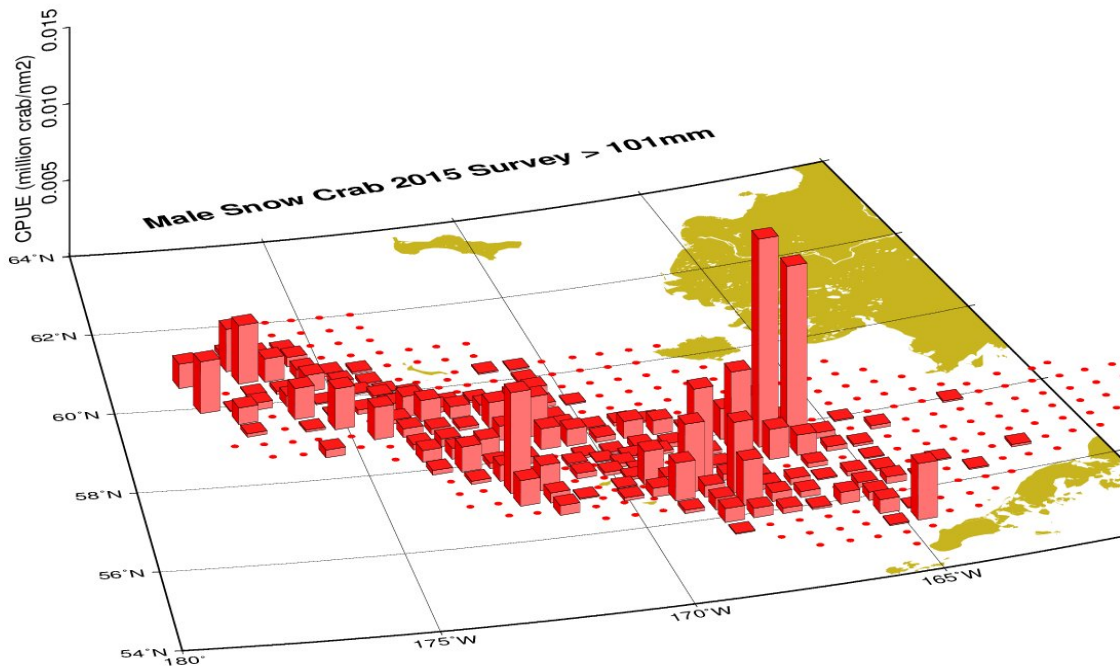 0.015
0.010
0.005
CPUE (million crab/nm2)
Male Snow Crab 2015 Survey > 101mm
64˚N
62˚N
60˚N
58˚N
56˚N
54˚N
180˚
175˚W
170˚W
165˚W